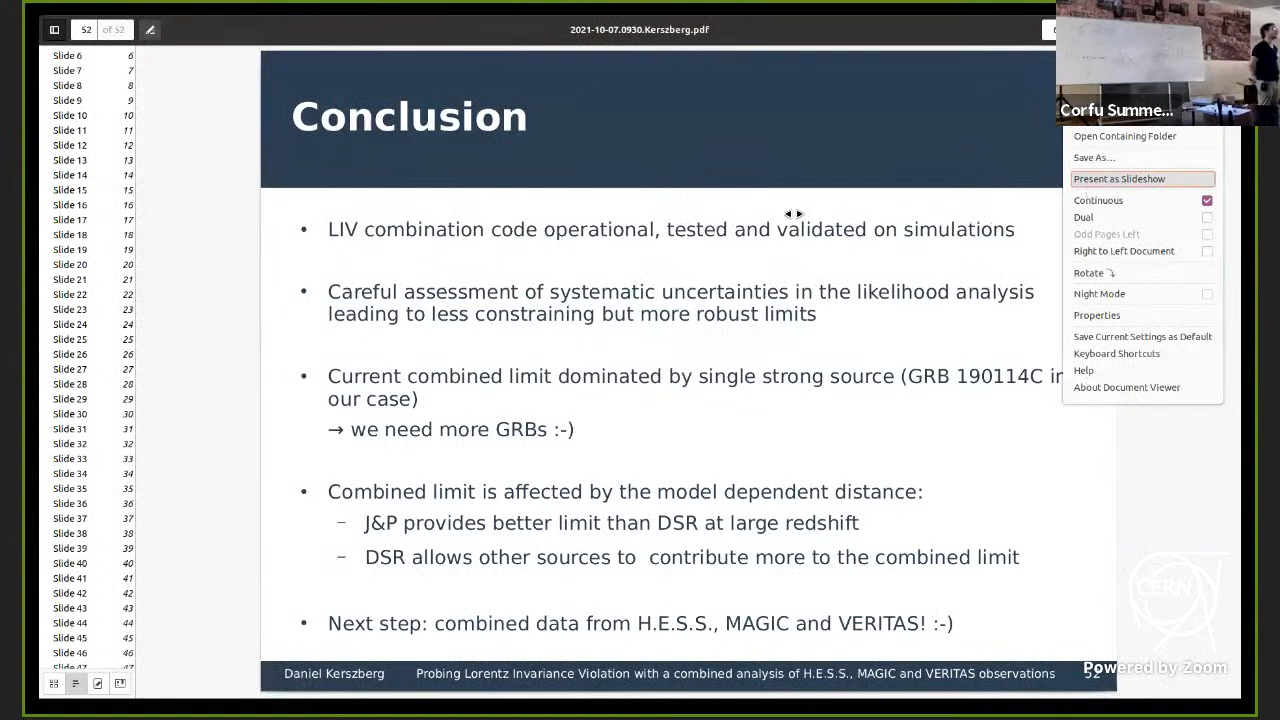 52 of 52
2021-10-07.0930.Kerszberg.pdf
Slide 6 6
Slide 7 7
Slide 8 8
Slide 9 9
Slide 10 10
Slide 11 11
Slide 12 12
Slide 13 13
Slide 14 14
Slide 15 15
Slide 16 16
Slide 17 17
Slide 18 18
Slide 19 19
Slide 20 20
Slide 21 21
Slide 22 22
Slide 23 23
Slide 24 24
Slide 25 25
Slide 26 26
Slide 27 27
Slide 28 28
Slide 29 29
Slide 30 30
Slide 31 31
Slide 32 32
Slide 33 33
Slide 34 34
Slide 35 35
Slide 36 36
Slide 37 37
Slide 38 38
Slide 39 39
Slide 40 40
Slide 41 41
Slide 42 42
Slide 43 43
Slide 44 44
Slide 45 45
Slide 46 46
Slide 47 47
Conclusion
• LIV combination code operational, tested and validated on simulations
• Careful assessment of systematic uncertainties in the likelihood analysis
leading to less constraining but more robust limits
• Current combined limit dominated by single strong source (GRB 190114C in
our case)
→ we need more GRBs :-)
• Combined limit is affected by the model dependent distance:
– J&P provides better limit than DSR at large redshift
– DSR allows other sources to  contribute more to the combined limit
• Next step: combined data from H.E.S.S., MAGIC and VERITAS! :-)
Daniel Kerszberg Probing Lorentz Invariance Violation with a combined analysis of H.E.S.S., MAGIC and VERITAS observations 52
Corfu Summe...
Open Containing Folder
Save As...
Present as Slideshow
Continuous
Dual
Odd Pages Left
Right to Left Document
Rotate
Night Mode
Properties
Save Current Settings as Default
Keyboard Shortcuts
Help
About Document Viewer
CERN
Powered by Zoom